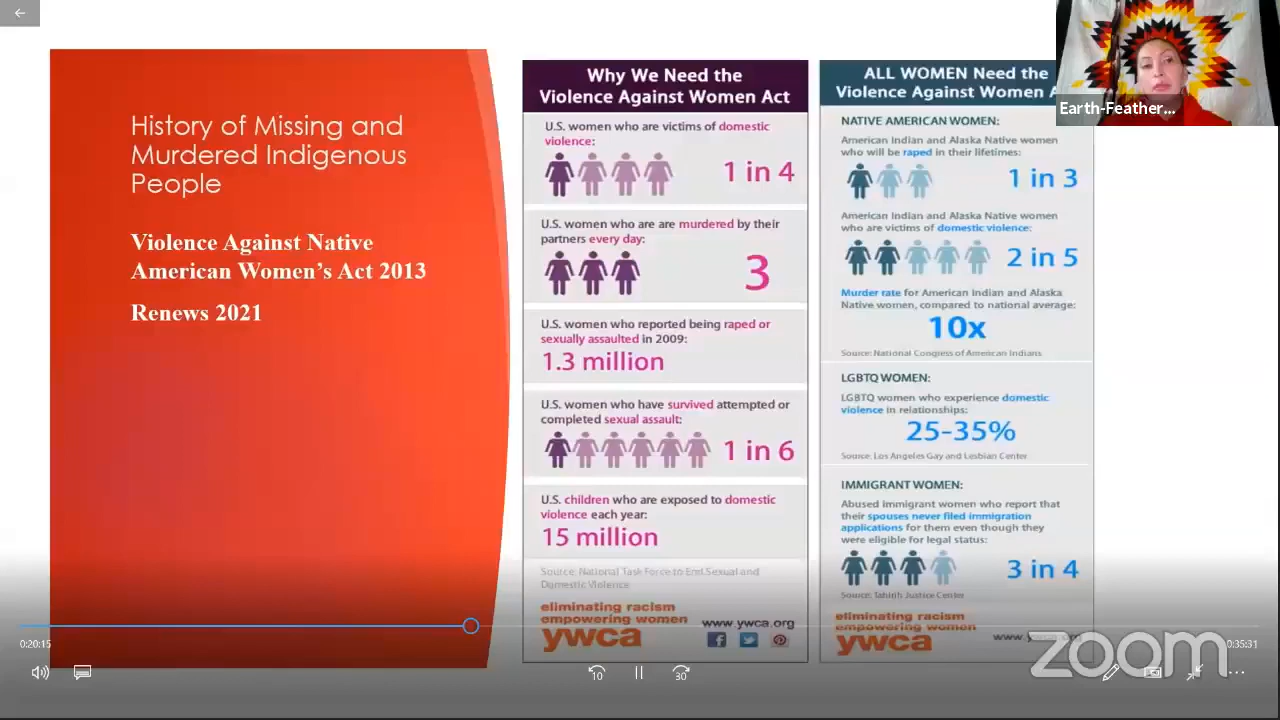 History of Missing and
Murdered Indigenous
People
Violence Against Native
American Women's Act 2013
Renews 2021
Why We Need the
Violence Against Women Act
U.S. women who are victims of domestic
violence:
1 in 4
U.S. women who are are murdered by their
partners every day:
3
U.S. women who reported being raped or
sexually assaulted in 2009:
1.3 million
U.S. women who have survived attempted or
completed sexual assault:
1 in 6
U.S. children who are exposed to domestic
violence each year:
15 million
Source: National Task Force to End Sexual and
Domestic Violence
eliminating racism
empowering women
ywca
www.ywca.org
ALL WOMEN Need the
Violence Against Women
NATIVE AMERICAN WOMEN:
American Indian and Alaska Native women
who will be raped in their lifetimes:
1 in 3
American Indian and Alaska Native women
who are victims of domestic violence:
2 in 5
Murder rate for American Indian and Alaska
Native women, compared to national average:
10x
Source: National Congress of American Indians
LGBTQ WOMEN:
LGBTQ women who experience domestic
violence in relationships:
25-35%
Source: Los Angeles Gay and Lesbian Center
IMMIGRANT WOMEN:
Abused immigrant women who report that
their spouses never filed immigration
applications for them even though they
were eligible for legal status:
3 in 4
Source: Tahirih Justice Center
eliminating racism
empowering women
ywca
Earth-Feather...
0:20:15
0:35:31
10
30
zoom